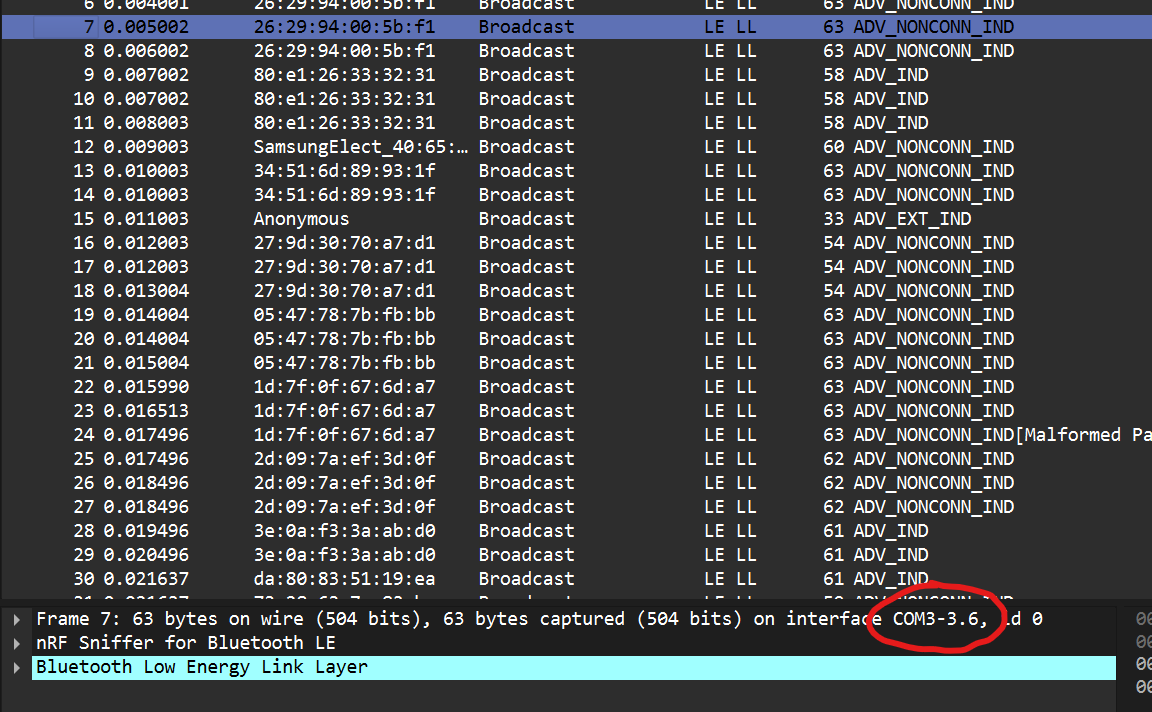 6 0.004001 26:29:94:00:5b:f1 Broadcast LE LL 63 ADV_NONCONN_IND
7 0.005002 26:29:94:00:5b:f1 Broadcast LE LL 63 ADV_NONCONN_IND
8 0.006002 26:29:94:00:5b:f1 Broadcast LE LL 63 ADV_NONCONN_IND
9 0.007002 80:e1:26:33:32:31 Broadcast LE LL 58 ADV_IND
10 0.007002 80:e1:26:33:32:31 Broadcast LE LL 58 ADV_IND
11 0.008003 80:e1:26:33:32:31 Broadcast LE LL 58 ADV_IND
12 0.009003 SamsungElect_40:65:… Broadcast LE LL 60 ADV_NONCONN_IND
13 0.010003 34:51:6d:89:93:1f Broadcast LE LL 63 ADV_NONCONN_IND
14 0.010003 34:51:6d:89:93:1f Broadcast LE LL 63 ADV_NONCONN_IND
15 0.011003 Anonymous Broadcast LE LL 33 ADV_EXT_IND
16 0.012003 27:9d:30:70:a7:d1 Broadcast LE LL 54 ADV_NONCONN_IND
17 0.012003 27:9d:30:70:a7:d1 Broadcast LE LL 54 ADV_NONCONN_IND
18 0.013004 27:9d:30:70:a7:d1 Broadcast LE LL 54 ADV_NONCONN_IND
19 0.014004 05:47:78:7b:fb:bb Broadcast LE LL 63 ADV_NONCONN_IND
20 0.014004 05:47:78:7b:fb:bb Broadcast LE LL 63 ADV_NONCONN_IND
21 0.015004 05:47:78:7b:fb:bb Broadcast LE LL 63 ADV_NONCONN_IND
22 0.015990 1d:7f:0f:67:6d:a7 Broadcast LE LL 63 ADV_NONCONN_IND
23 0.016513 1d:7f:0f:67:6d:a7 Broadcast LE LL 63 ADV_NONCONN_IND
24 0.017496 1d:7f:0f:67:6d:a7 Broadcast LE LL 63 ADV_NONCONN_IND[Malformed Pa
25 0.017496 2d:09:7a:ef:3d:0f Broadcast LE LL 62 ADV_NONCONN_IND
26 0.018496 2d:09:7a:ef:3d:0f Broadcast LE LL 62 ADV_NONCONN_IND
27 0.018496 2d:09:7a:ef:3d:0f Broadcast LE LL 62 ADV_NONCONN_IND
28 0.019496 3e:0a:f3:3a:ab:d0 Broadcast LE LL 61 ADV_IND
29 0.020496 3e:0a:f3:3a:ab:d0 Broadcast LE LL 61 ADV_IND
30 0.021637 da:80:83:51:19:ea Broadcast LE LL 61 ADV_IND
Frame 7: 63 bytes on wire (504 bits), 63 bytes captured (504 bits) on interface COM3-3.6, id 0
nRF Sniffer for Bluetooth LE
Bluetooth Low Energy Link Layer